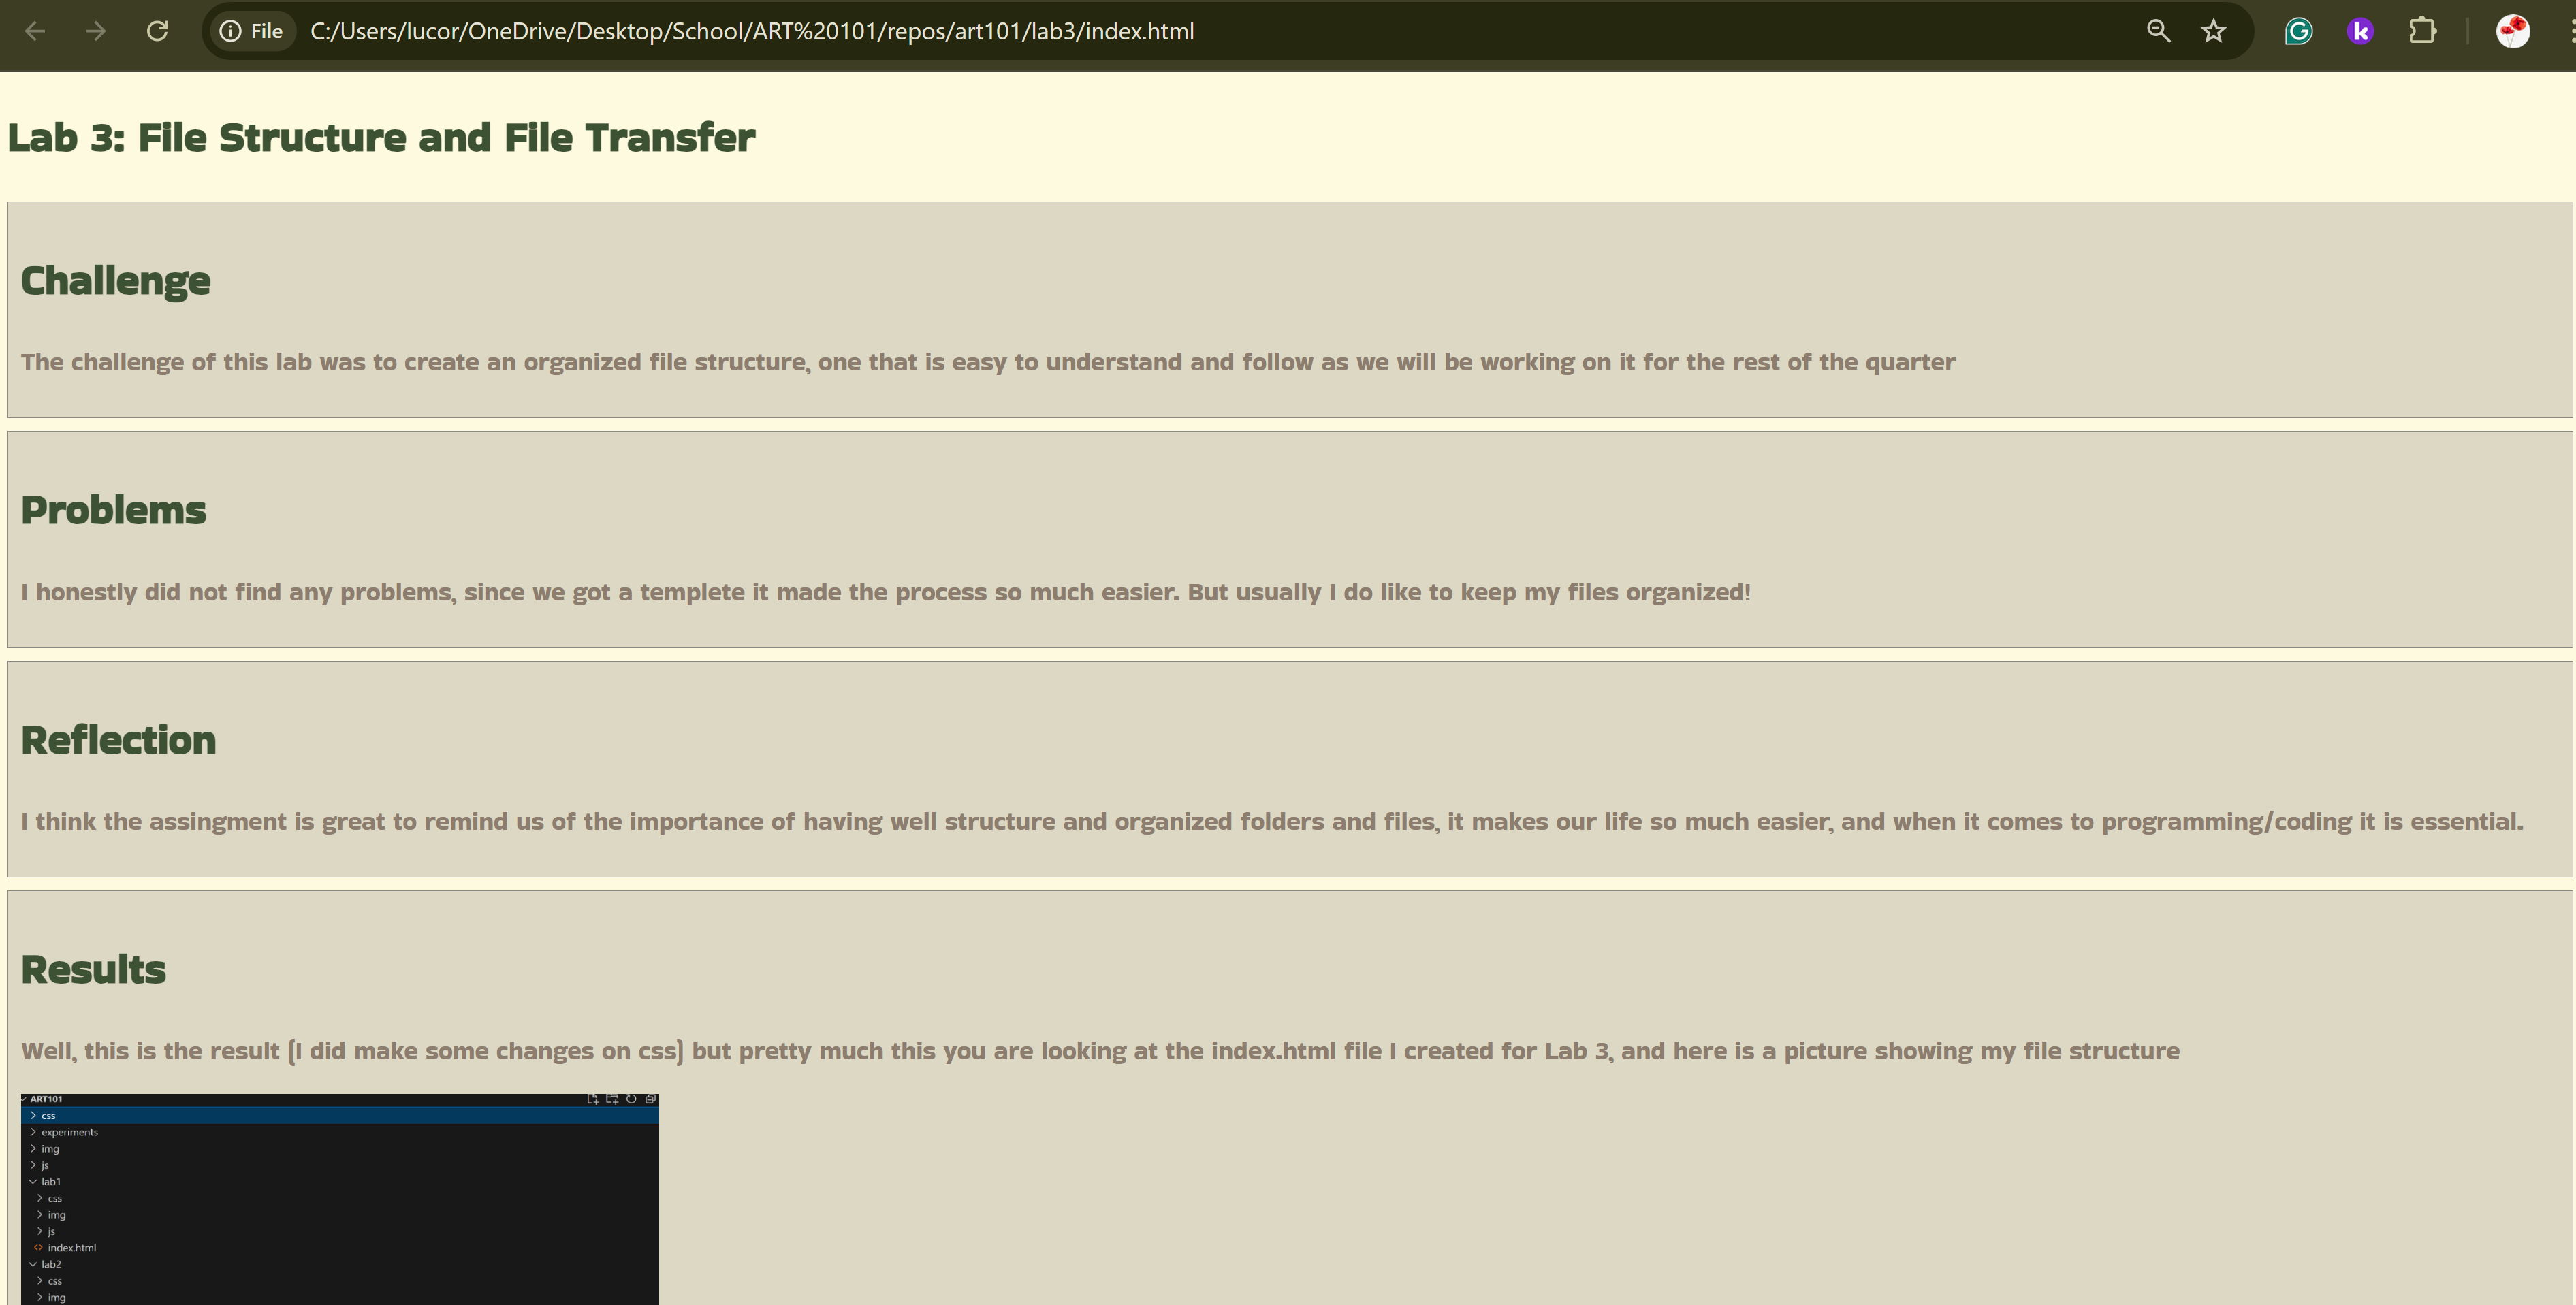 File C:/Users/lucor/OneDrive/Desktop/School/ART%20101/repos/art101/lab3/index.html
Lab 3: File Structure and File Transfer
Challenge
The challenge of this lab was to create an organized file structure, one that is easy to understand and follow as we will be working on it for the rest of the quarter
Problems
I honestly did not find any problems, since we got a templete it made the process so much easier. But usually I do like to keep my files organized!
Reflection
I think the assingment is great to remind us of the importance of having well structure and organized folders and files, it makes our life so much easier, and when it comes to programming/coding it is essential.
Results
Well, this is the result (I did make some changes on css) but pretty much this you are looking at the index.html file I created for Lab 3, and here is a picture showing my file structure
ART101
css
experiments
img
js
lab1
css
img
js
index.html
lab2
css
img